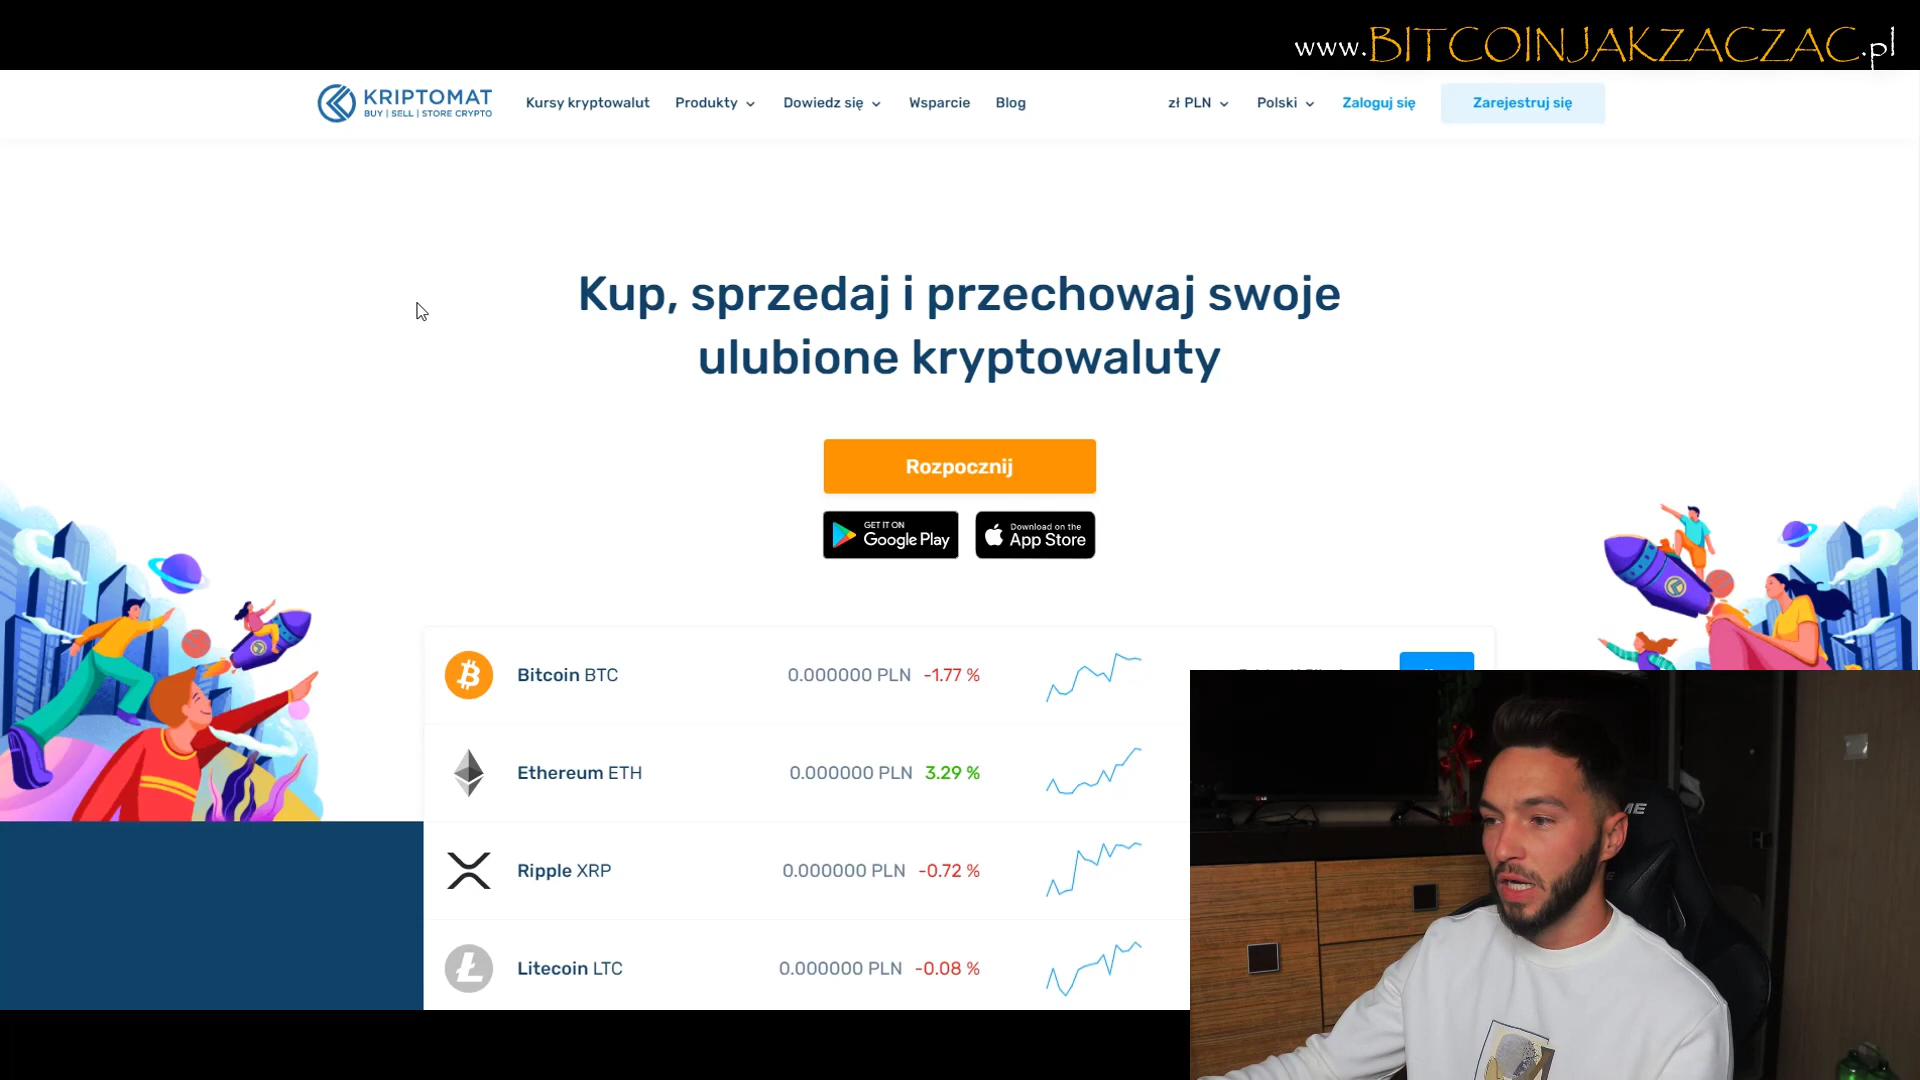 www.BITCOINJAKZACZAC.pl
KRIPTOMAT
BUY | SELL | STORE CRYPTO
Kursy kryptowalut
Produkty
Dowiedz się
Wsparcie
Blog
zł PLN
Polski
Zaloguj się
Zarejestruj się
Kup, sprzedaj i przechowaj swoje
ulubione kryptowaluty
Rozpocznij
GET IT ON
Google Play
Download on the
App Store
Bitcoin BTC 0.000000 PLN -1.77 %
Ethereum ETH 0.000000 PLN 3.29 %
Ripple XRP 0.000000 PLN -0.72 %
Litecoin LTC 0.000000 PLN -0.08 %
LG